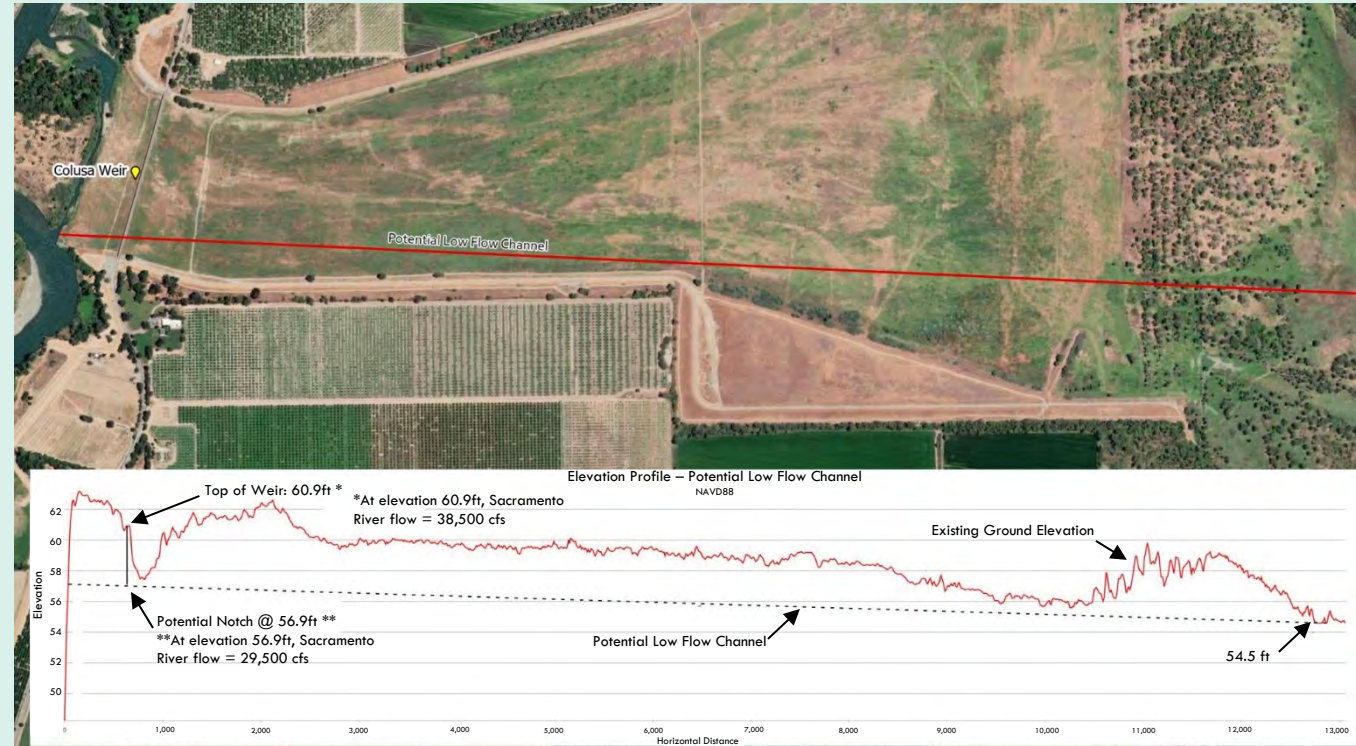 Colusa Weir
Potential Low Flow Channel
Elevation Profile – Potential Low Flow Channel
NAVD88
Top of Weir: 60.9ft *
*At elevation 60.9ft, Sacramento
River flow = 38,500 cfs
Existing Ground Elevation
Elevation
62
60
58
56
54
52
50
Potential Notch @ 56.9ft **
**At elevation 56.9ft, Sacramento
River flow = 29,500 cfs
Potential Low Flow Channel
54.5 ft
0
1,000
2,000
3,000
4,000
5,000
6,000
7,000
8,000
9,000
10,000
11,000
12,000
13,000
Horizontal Distance